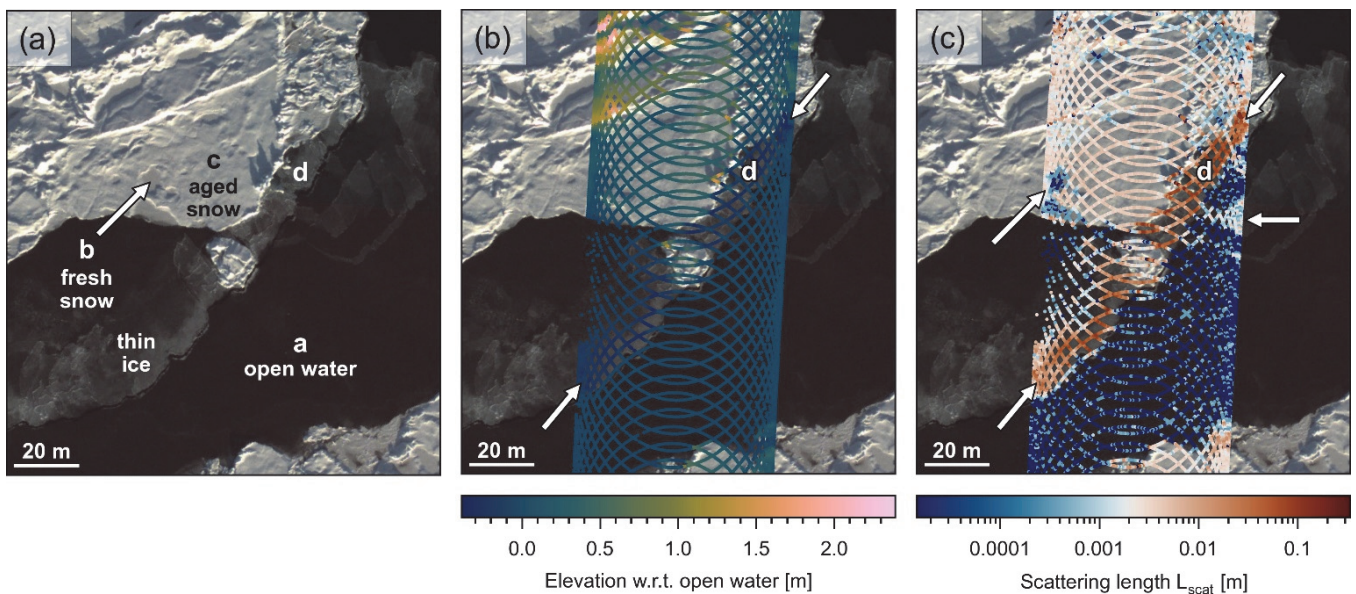 (a)
c
aged
snow
d
b
fresh
snow
thin
ice
a
open water
20 m
(b)
d
20 m
0.0 0.5 1.0 1.5 2.0
Elevation w.r.t. open water [m]
(c)
d
20 m
0.0001 0.001 0.01 0.1
Scattering length Lscat [m]